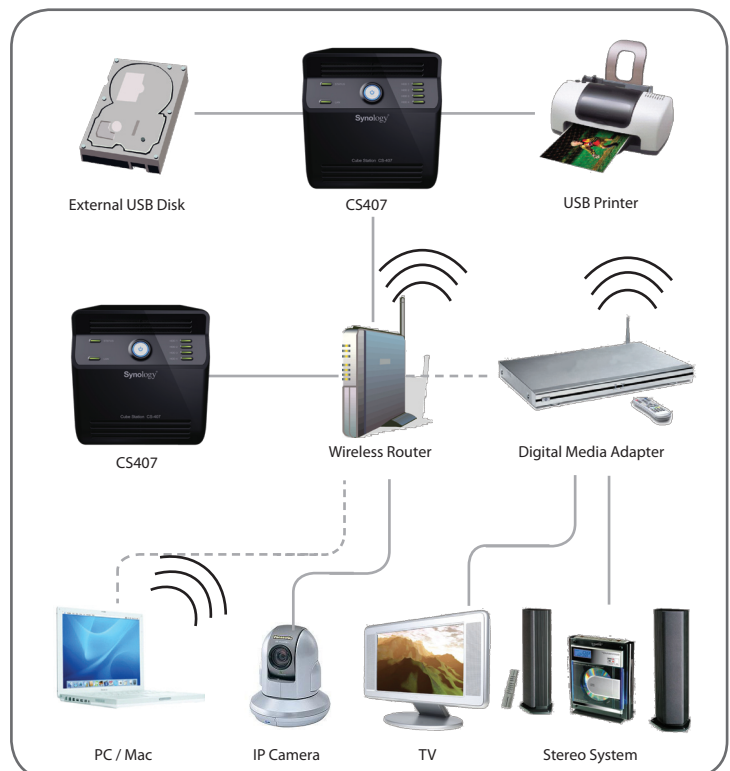 Synology
Cube Station CS-407
External USB Disk
CS407
USB Printer
Synology
Cube Station CS-407
CS407
Wireless Router
Digital Media Adapter
PC / Mac
IP Camera
TV
Stereo System